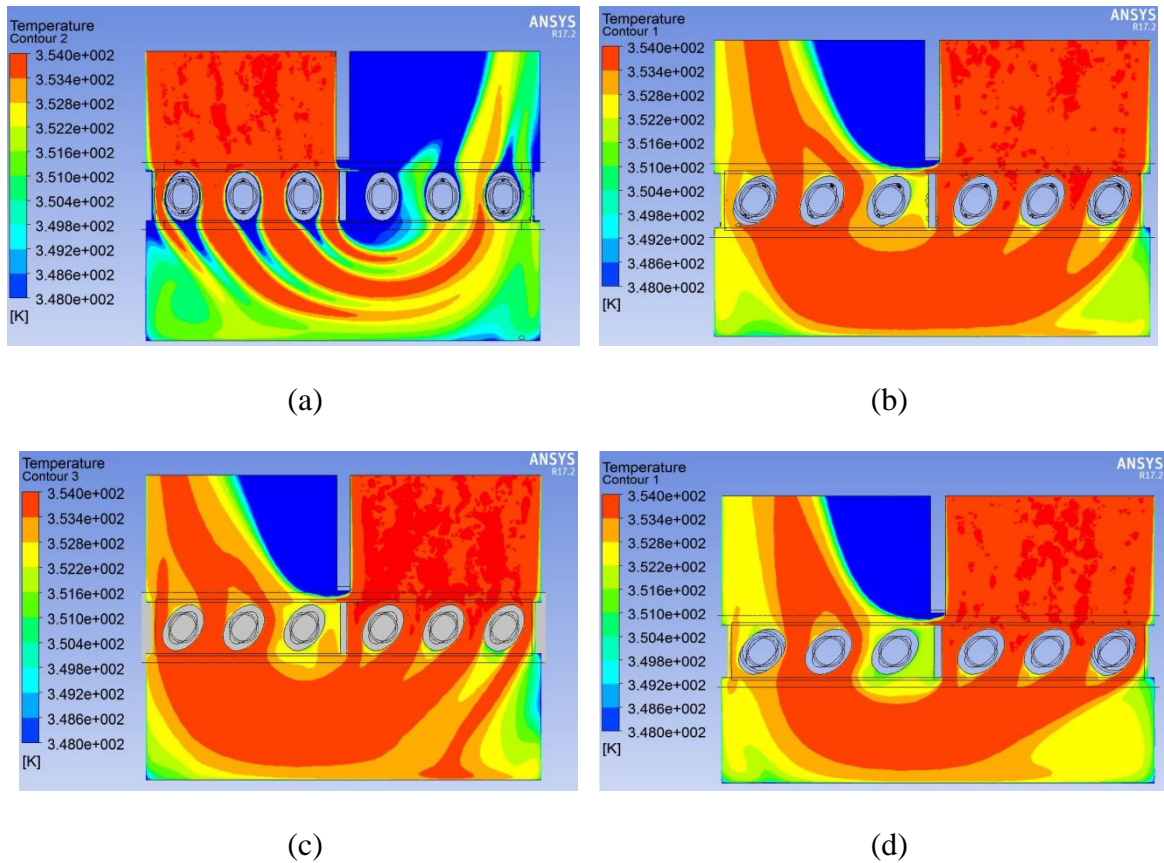 Temperature
Contour 2
3.540e+002
3.534e+002
3.528e+002
3.522e+002
3.516e+002
3.510e+002
3.504e+002
3.498e+002
3.492e+002
3.486e+002
3.480e+002
[K]
ANSYS
R17.2
(a)
Temperature
Contour 1
3.540e+002
3.534e+002
3.528e+002
3.522e+002
3.516e+002
3.510e+002
3.504e+002
3.498e+002
3.492e+002
3.486e+002
3.480e+002
[K]
ANSYS
R17.2
(b)
Temperature
Contour 3
3.540e+002
3.534e+002
3.528e+002
3.522e+002
3.516e+002
3.510e+002
3.504e+002
3.498e+002
3.492e+002
3.486e+002
3.480e+002
[K]
ANSYS
R17.2
(c)
Temperature
Contour 1
3.540e+002
3.534e+002
3.528e+002
3.522e+002
3.516e+002
3.510e+002
3.504e+002
3.498e+002
3.492e+002
3.486e+002
3.480e+002
[K]
ANSYS
R17.2
(d)